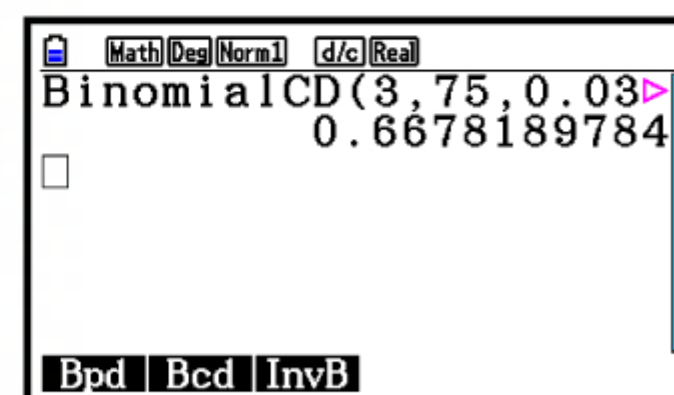 Math Deg Norm1 d/c Real
BinomialCD(3,75,0.03
0.6678189784
Bpd Bcd InvB